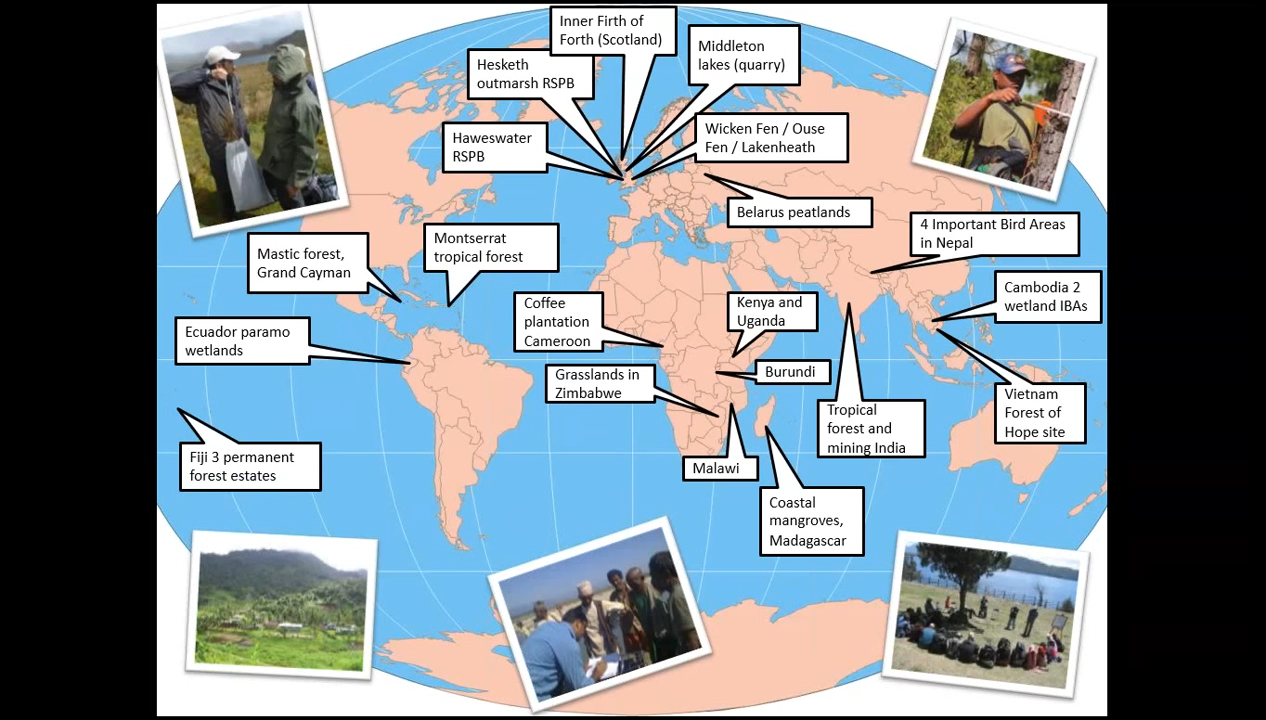 Inner Firth of
Forth (Scotland)
Middleton
lakes (quarry)
Hesketh
outmarsh RSPB
Haweswater
RSPB
Wicken Fen / Ouse
Fen / Lakenheath
Belarus peatlands
4 Important Bird Areas
in Nepal
Mastic forest,
Grand Cayman
Montserrat
tropical forest
Cambodia 2
wetland IBAs
Coffee
plantation
Cameroon
Kenya and
Uganda
Ecuador paramo
wetlands
Burundi
Grasslands in
Zimbabwe
Tropical
forest and
mining India
Vietnam
Forest of
Hope site
Fiji 3 permanent
forest estates
Malawi
Coastal
mangroves,
Madagascar